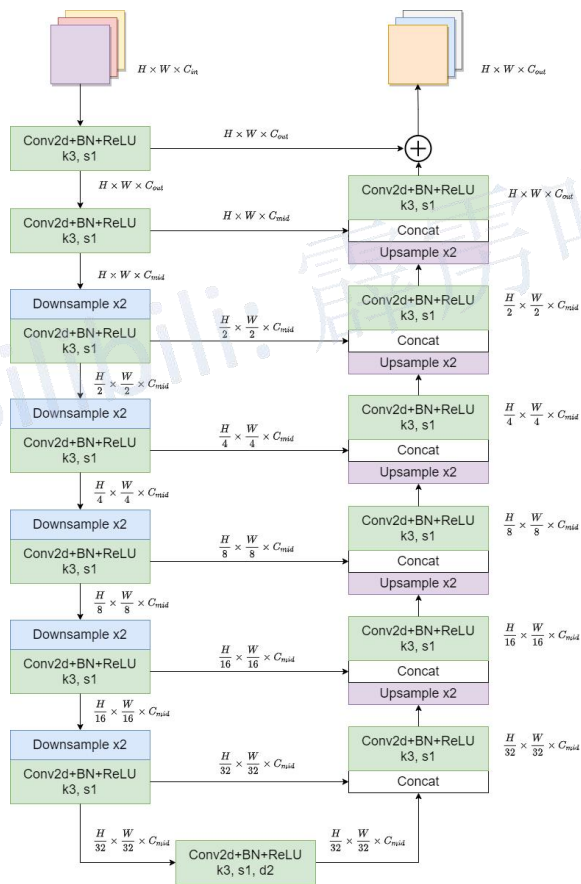 H × W × C_in
H × W × C_out
Conv2d+BN+ReLU
k3, s1
H × W × C_out
H × W × C_out
Conv2d+BN+ReLU
k3, s1
H × W × C_mid
Conv2d+BN+ReLU
k3, s1
H × W × C_out
Concat
Upsample x2
H × W × C_mid
Downsample x2
Conv2d+BN+ReLU
k3, s1
H/2 × W/2 × C_mid
Conv2d+BN+ReLU
k3, s1
H/2 × W/2 × C_mid
Concat
Upsample x2
H/2 × W/2 × C_mid
Downsample x2
Conv2d+BN+ReLU
k3, s1
H/4 × W/4 × C_mid
Conv2d+BN+ReLU
k3, s1
H/4 × W/4 × C_mid
Concat
Upsample x2
H/4 × W/4 × C_mid
Downsample x2
Conv2d+BN+ReLU
k3, s1
H/8 × W/8 × C_mid
Conv2d+BN+ReLU
k3, s1
H/8 × W/8 × C_mid
Concat
Upsample x2
H/8 × W/8 × C_mid
Downsample x2
Conv2d+BN+ReLU
k3, s1
H/16 × W/16 × C_mid
Conv2d+BN+ReLU
k3, s1
H/16 × W/16 × C_mid
Concat
Upsample x2
H/16 × W/16 × C_mid
Downsample x2
Conv2d+BN+ReLU
k3, s1
H/32 × W/32 × C_mid
Conv2d+BN+ReLU
k3, s1
H/32 × W/32 × C_mid
Concat
H/32 × W/32 × C_mid
Conv2d+BN+ReLU
k3, s1, d2
H/32 × W/32 × C_mid
bilibili: 霹雳